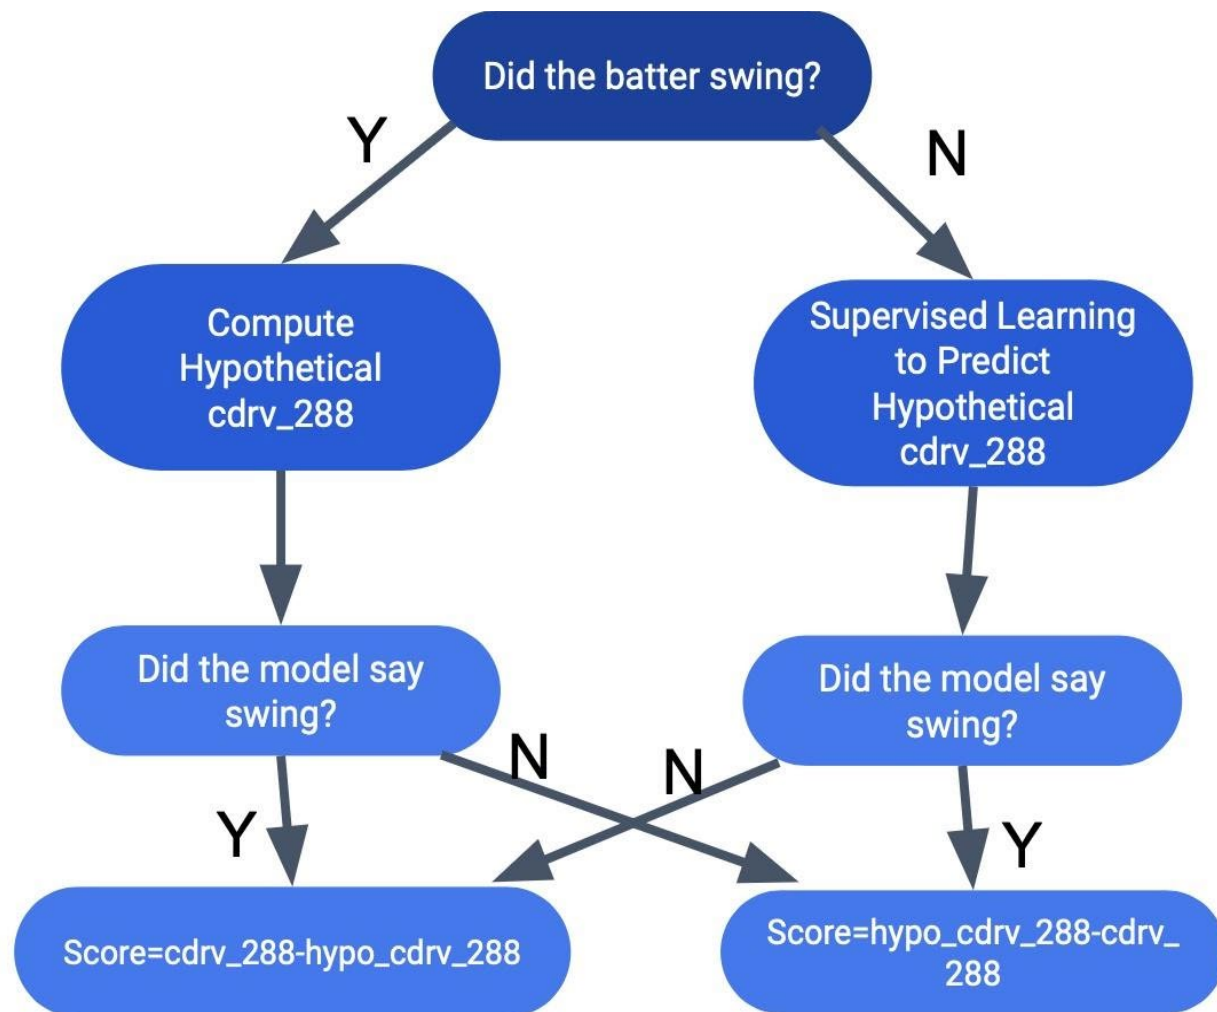 Did the batter swing?
Y
N
Compute
Hypothetical
cdrv_288
Supervised Learning
to Predict
Hypothetical
cdrv_288
Did the model say
swing?
Did the model say
swing?
N
N
Y
Y
Score=cdrv_288-hypo_cdrv_288
Score=hypo_cdrv_288-cdrv_
288